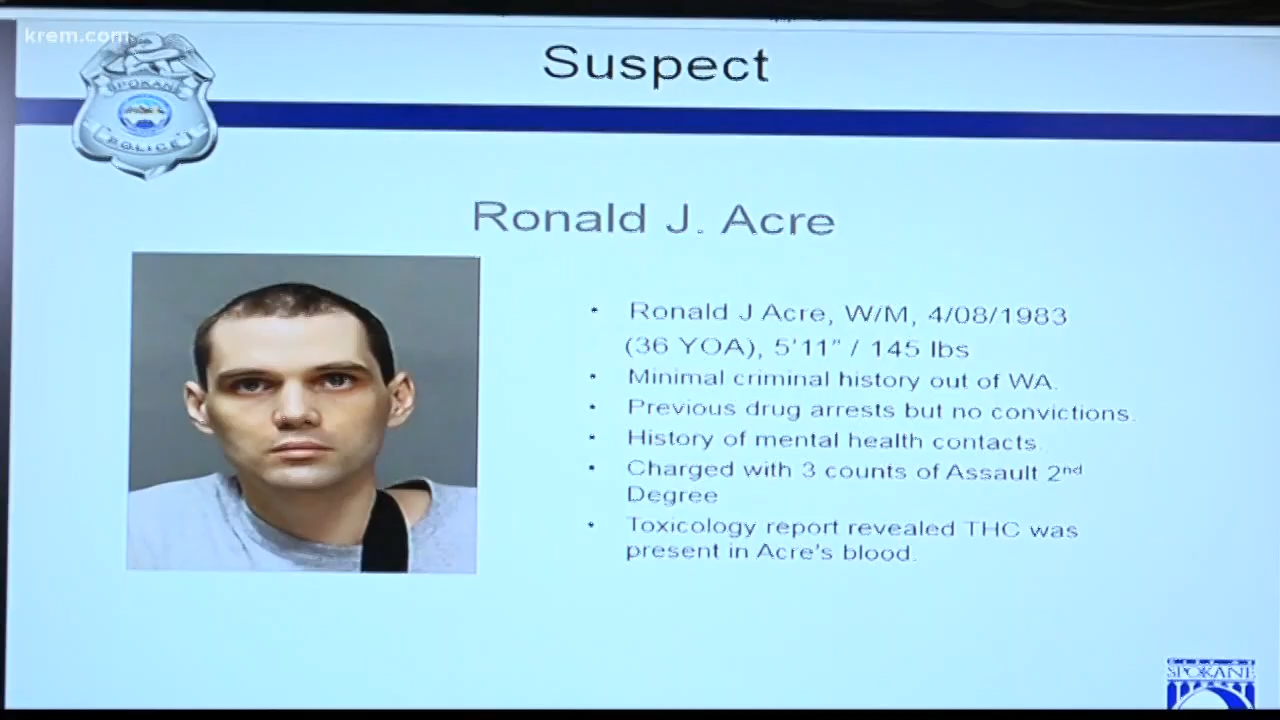 krem.com
Suspect
SPOKANE
POLICE
Ronald J. Acre
• Ronald J Acre, W/M, 4/08/1983
(36 YOA), 5'11" / 145 lbs
• Minimal criminal history out of WA.
• Previous drug arrests but no convictions.
• History of mental health contacts.
• Charged with 3 counts of Assault 2nd
Degree
• Toxicology report revealed THC was
present in Acre's blood.
SPOKANE